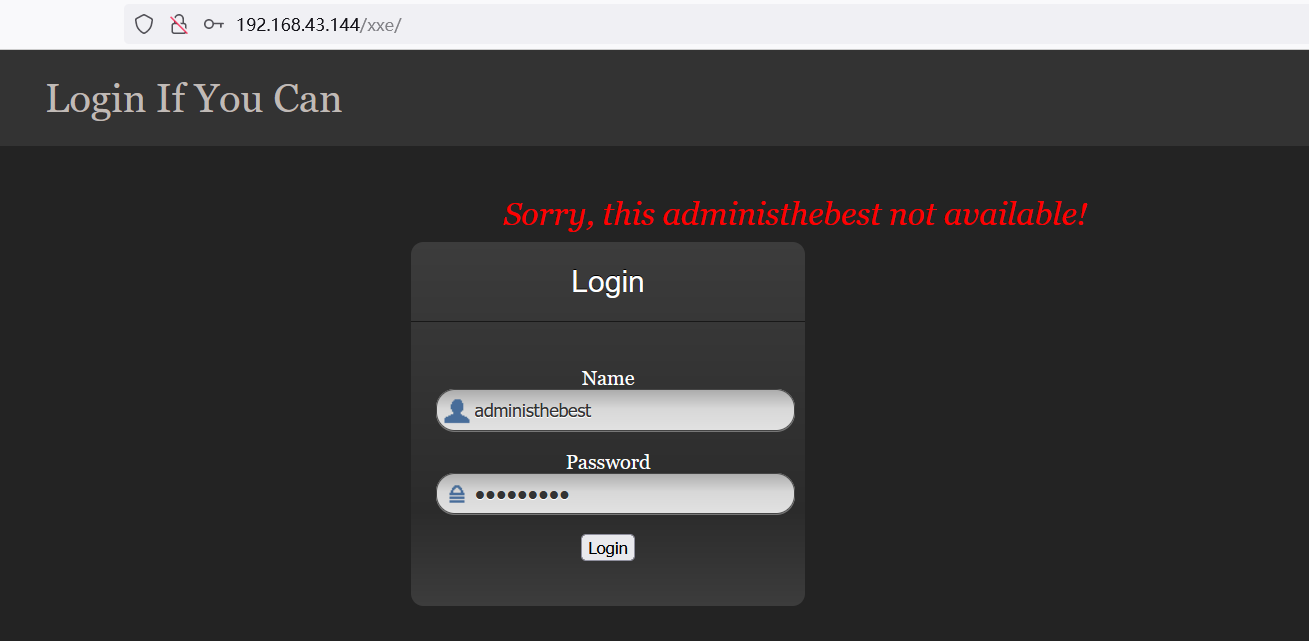 192.168.43.144/xxe/
Login If You Can
Sorry, this administhebest not available!
Login
Name
administhebest
Password
●●●●●●●●●
Login